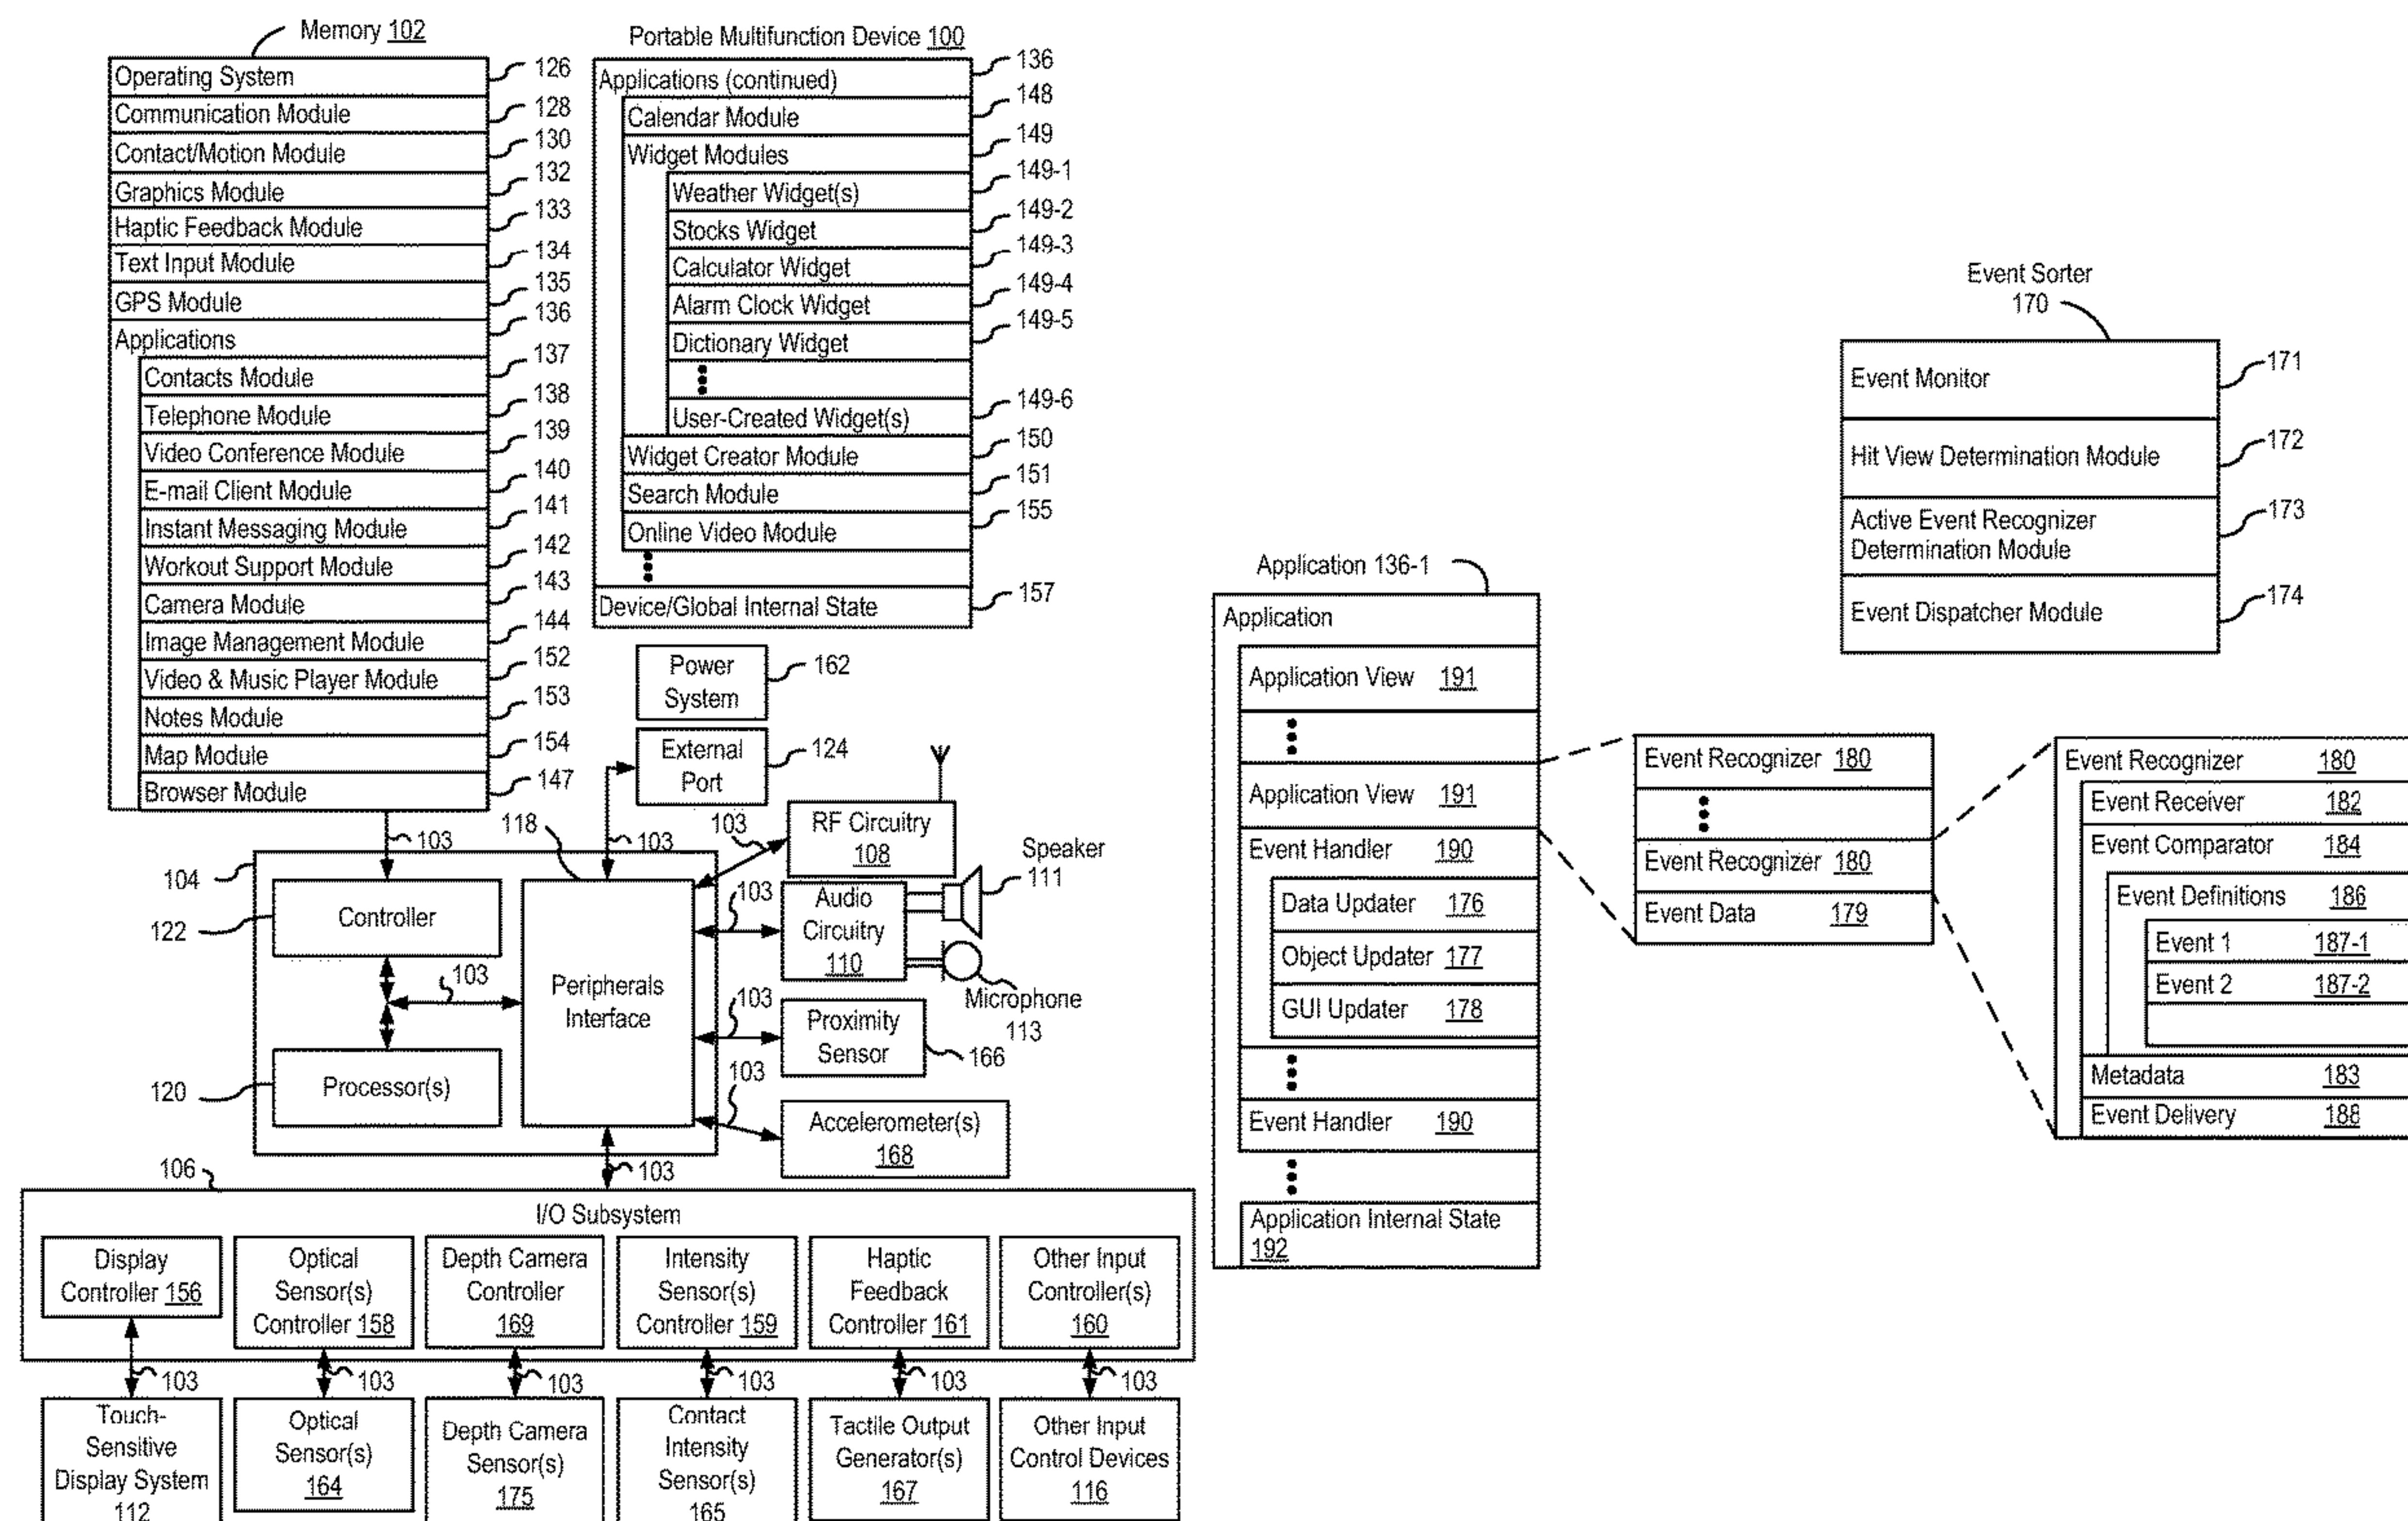 Memory 102
Operating System
126
Communication Module
128
Contact/Motion Module
130
Graphics Module
132
Haptic Feedback Module
133
Text Input Module
134
GPS Module
135
Applications
136
Contacts Module
137
Telephone Module
138
Video Conference Module
139
E-mail Client Module
140
Instant Messaging Module
141
Workout Support Module
142
Camera Module
143
Image Management Module
144
Video & Music Player Module
152
Notes Module
153
Map Module
154
Browser Module
147
Portable Multifunction Device 100
Applications (continued)
136
Calendar Module
148
Widget Modules
149
Weather Widget(s)
149-1
Stocks Widget
149-2
Calculator Widget
149-3
Alarm Clock Widget
149-4
Dictionary Widget
149-5
User-Created Widget(s)
149-6
Widget Creator Module
150
Search Module
151
Online Video Module
155
Device/Global Internal State
157
Power
System
162
External
Port
124
103
118
103
103
RF Circuitry
108
104
Controller
122
103
Processor(s)
120
Peripherals
Interface
103
Audio
Circuitry
110
Speaker
111
Microphone
113
103
Proximity
Sensor
166
103
Accelerometer(s)
168
103
106
I/O Subsystem
Display
Controller 156
Optical
Sensor(s)
Controller 158
Depth Camera
Controller
169
Intensity
Sensor(s)
Controller 159
Haptic
Feedback
Controller 161
Other Input
Controller(s)
160
103
103
103
103
103
103
Touch-
Sensitive
Display System
112
Optical
Sensor(s)
164
Depth Camera
Sensor(s)
175
Contact
Intensity
Sensor(s)
165
Tactile Output
Generator(s)
167
Other Input
Control Devices
116
Application 136-1
Application
Application View 191
Application View 191
Event Handler 190
Data Updater 176
Object Updater 177
GUI Updater 178
Event Handler 190
Application Internal State
192
Event Sorter
170
Event Monitor
171
Hit View Determination Module
172
Active Event Recognizer
Determination Module
173
Event Dispatcher Module
174
Event Recognizer 180
Event Recognizer 180
Event Data 179
Event Recognizer 180
Event Receiver 182
Event Comparator 184
Event Definitions 186
Event 1 187-1
Event 2 187-2
Metadata 183
Event Delivery 188